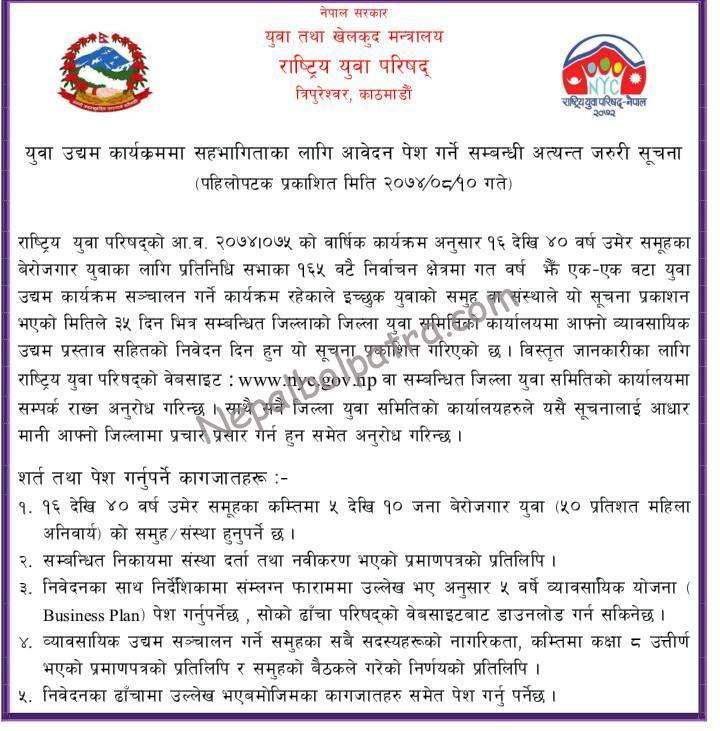 नेपाल सरकार
युवा तथा खेलकुद मन्त्रालय
राष्ट्रिय युवा परिषद्
त्रिपुरेश्वर, काठमाडौं
NYC
राष्ट्रिय युवा परिषद्-नेपाल
२०७२
युवा उद्यम कार्यक्रममा सहभागिताका लागि आवेदन पेश गर्ने सम्बन्धी अत्यन्त जरुरी सूचना
(पहिलोपटक प्रकाशित मिति २०७४/०८/१० गते)
राष्ट्रिय युवा परिषद्को आ.व. २०७४।०७५ को वार्षिक कार्यक्रम अनुसार १६ देखि ४० वर्ष उमेर समूहका
बेरोजगार युवाका लागि प्रतिनिधि सभाका १६५ वटै निर्वाचन क्षेत्रमा गत वर्ष झैं एक-एक वटा युवा
उद्यम कार्यक्रम सञ्चालन गर्ने कार्यक्रम रहेकाले इच्छुक युवाको समुह वा संस्थाले यो सूचना प्रकाशन
भएको मितिले ३५ दिन भित्र सम्बन्धित जिल्लाको जिल्ला युवा समितिको कार्यालयमा आफ्नो व्यावसायिक
उद्यम प्रस्ताव सहितको निवेदन दिन हुन यो सूचना प्रकाशित गरिएको छ । विस्तृत जानकारीका लागि
राष्ट्रिय युवा परिषद्को वेबसाइट : www.nyc.gov.np वा सम्बन्धित जिल्ला युवा समितिको कार्यालयमा
सम्पर्क राख्न अनुरोध गरिन्छ । साथै सबै जिल्ला युवा समितिको कार्यालयहरुले यसै सूचनालाई आधार
मानी आफ्नो जिल्लामा प्रचार प्रसार गर्न हुन समेत अनुरोध गरिन्छ ।
शर्त तथा पेश गर्नुपर्ने कागजातहरू :-
१. १६ देखि ४० वर्ष उमेर समूहका कम्तिमा ५ देखि १० जना बेरोजगार युवा (५० प्रतिशत महिला
अनिवार्य) को समुह/संस्था हुनुपर्ने छ ।
२. सम्बन्धित निकायमा संस्था दर्ता तथा नवीकरण भएको प्रमाणपत्रको प्रतिलिपि ।
३. निवेदनका साथ निर्देशिकामा संम्लग्न फाराममा उल्लेख भए अनुसार ५ वर्षे व्यावसायिक योजना (
Business Plan) पेश गर्नुपर्नेछ , सोको ढाँचा परिषद्को वेबसाइटबाट डाउनलोड गर्न सकिनेछ ।
४. व्यावसायिक उद्यम सञ्चालन गर्ने समुहका सबै सदस्यहरूको नागरिकता, कम्तिमा कक्षा ८ उत्तीर्ण
भएको प्रमाणपत्रको प्रतिलिपि र समुहको बैठकले गरेको निर्णयको प्रतिलिपि ।
५. निवेदनका ढाँचामा उल्लेख भएबमोजिमका कागजातहरु समेत पेश गर्नु पर्नेछ ।
Nepalbolpatra.com